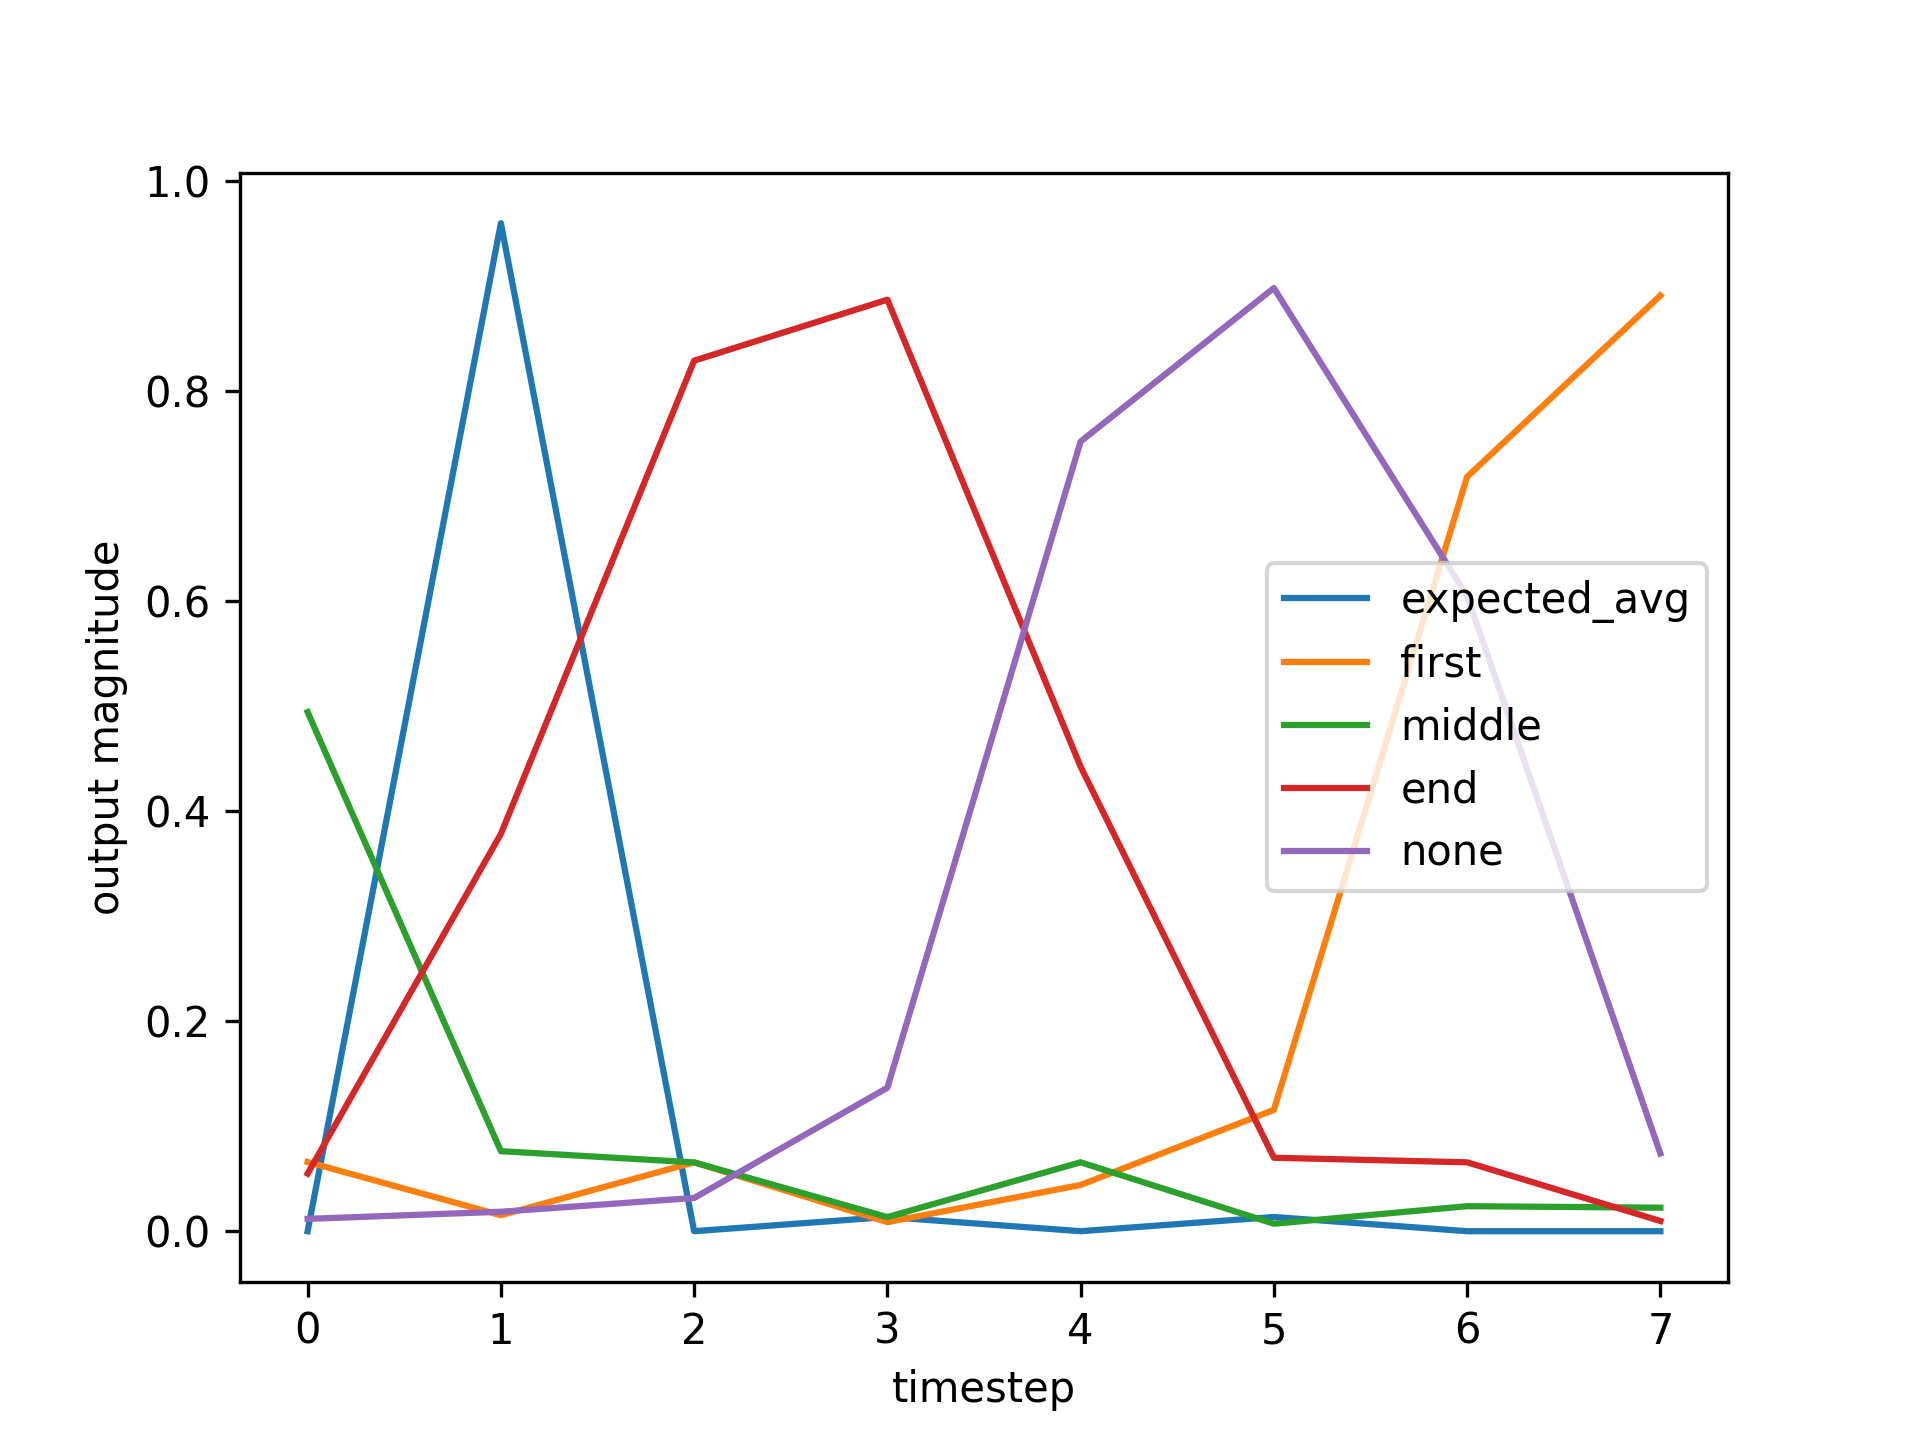 1.0
0.8
0.6
0.4
0.2
0.0
output magnitude
expected_avg
first
middle
end
none
0 1 2 3 4 5 6 7
timestep